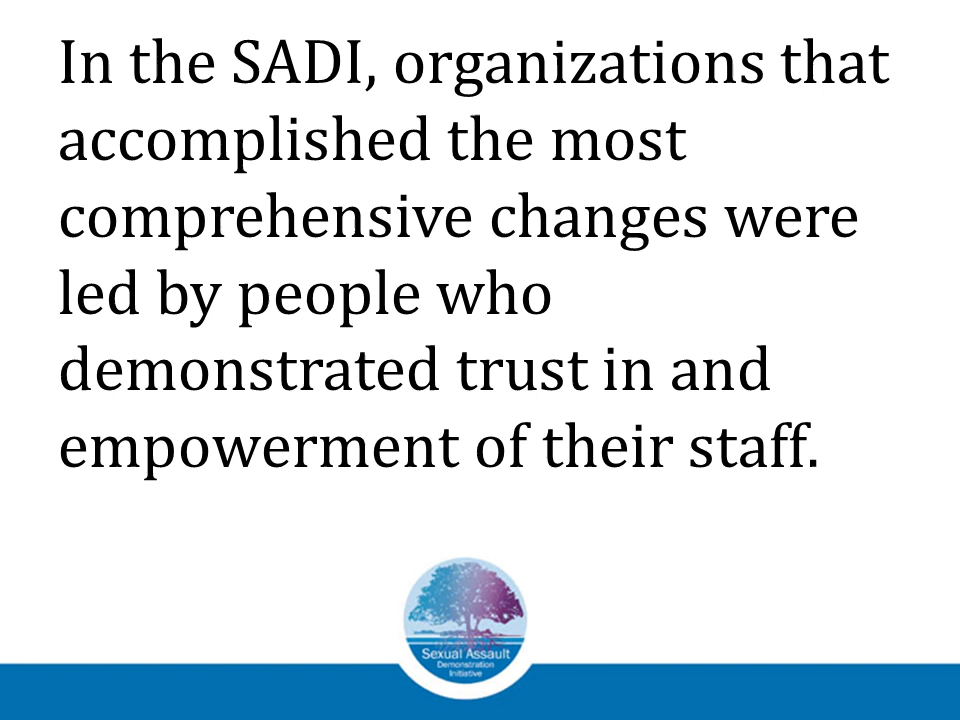 In the SADI, organizations that
accomplished the most
comprehensive changes were
led by people who
demonstrated trust in and
empowerment of their staff.
Sexual Assault
Demonstration
Initiative